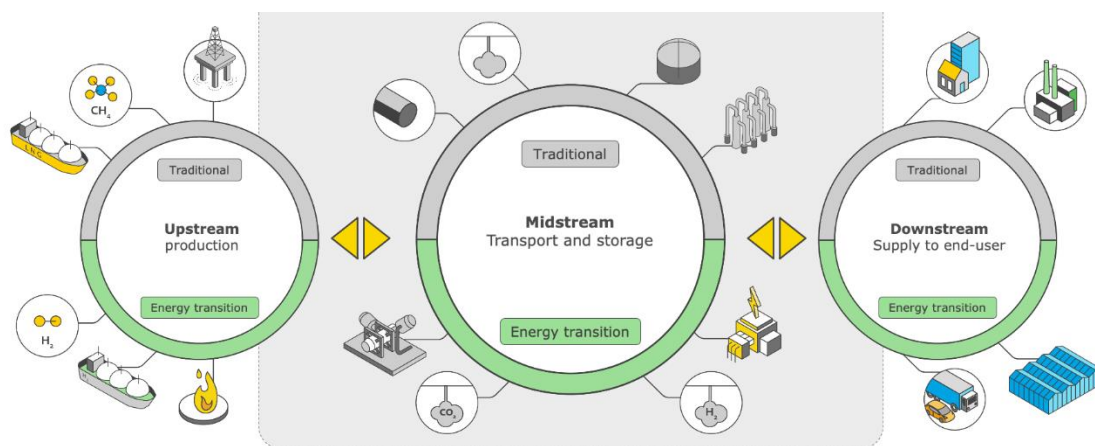 CH₄
LNG
Traditional
Upstream
production
Energy transition
H₂
Traditional
Midstream
Transport and storage
Energy transition
H₂
Traditional
Downstream
Supply to end-user
Energy transition